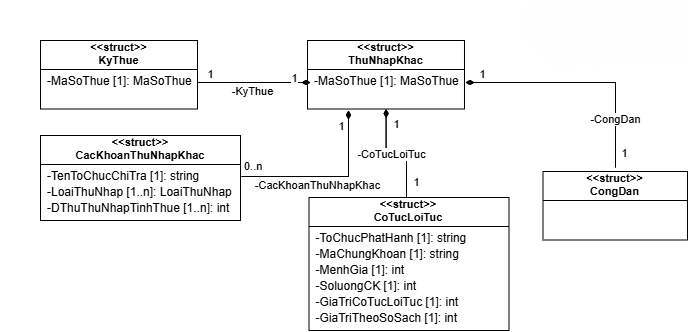 <<struct>>
KyThue
-MaSoThue [1]: MaSoThue
<<struct>>
ThuNhapKhac
-MaSoThue [1]: MaSoThue
1
-KyThue
1
1
-CongDan
1
<<struct>>
CongDan
<<struct>>
CacKhoanThuNhapKhac
-TenToChucChiTra [1]: string
-LoaiThuNhap [1..n]: LoaiThuNhap
-DThuThuNhapTinhThue [1..n]: int
0..n
-CacKhoanThuNhapKhac
1
1
-CoTucLoiTuc
1
<<struct>>
CoTucLoiTuc
-ToChucPhatHanh [1]: string
-MaChungKhoan [1]: string
-MenhGia [1]: int
-SoluongCK [1]: int
-GiaTriCoTucLoiTuc [1]: int
-GiaTriTheoSoSach [1]: int